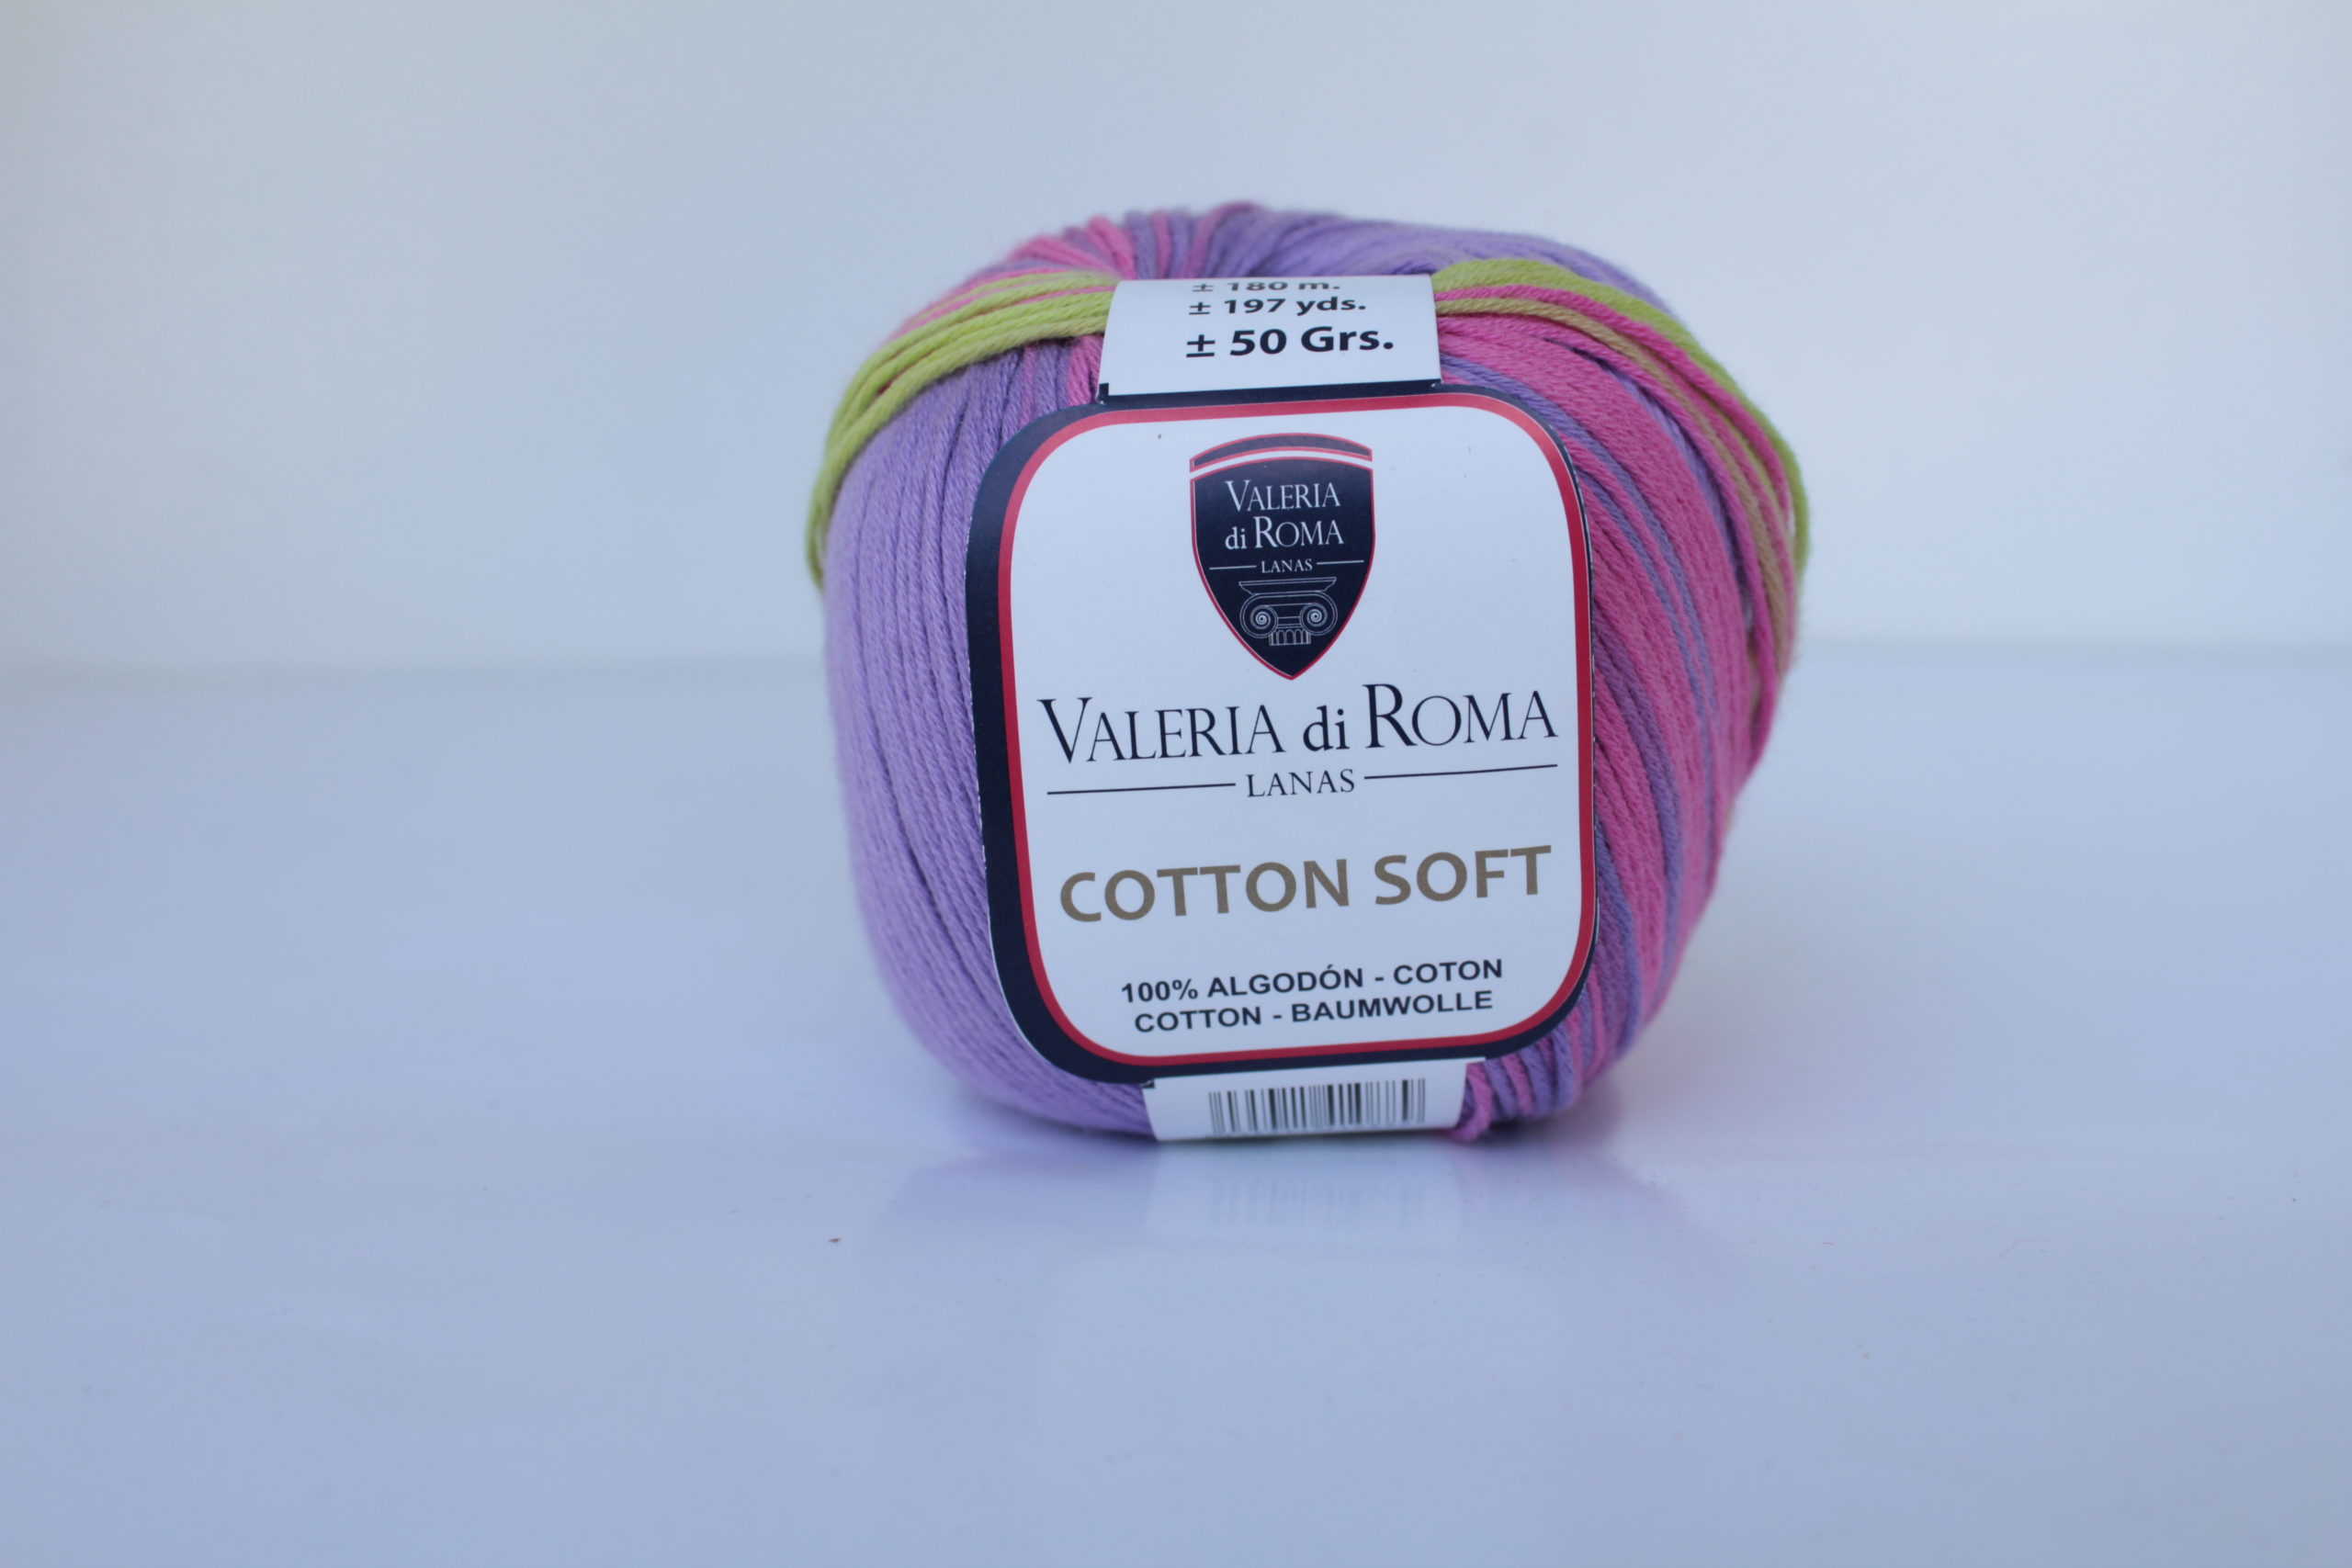 ± 180 m.
± 197 yds.
± 50 Grs.
VALERIA
di ROMA
LANAS
VALERIA di ROMA
LANAS
COTTON SOFT
100% ALGODÓN - COTON
COTTON - BAUMWOLLE